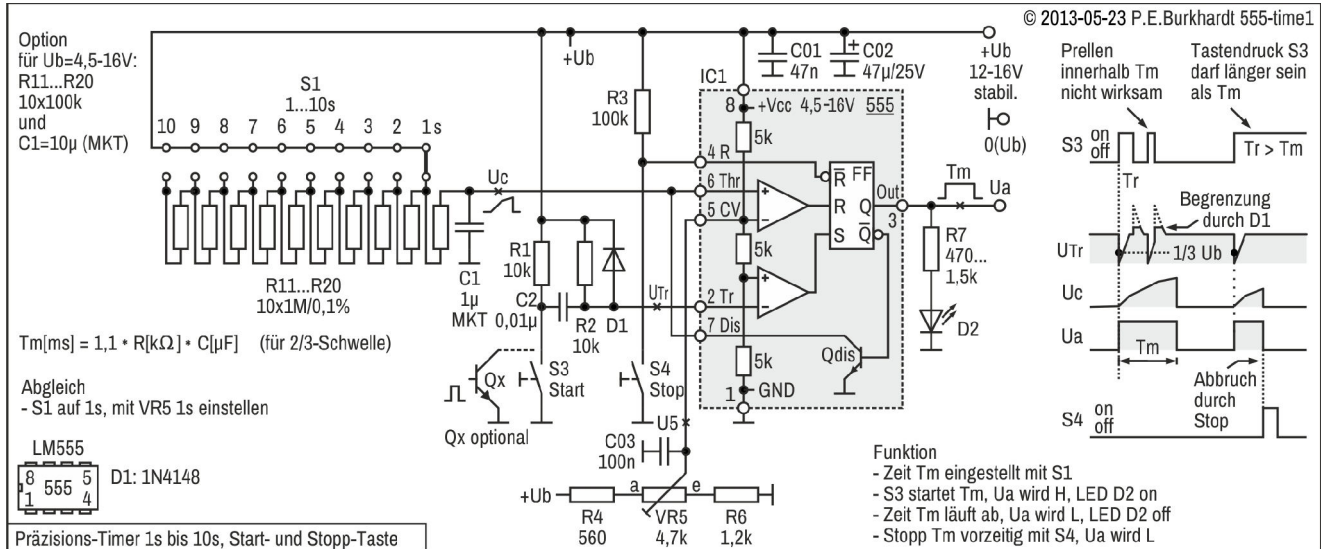 © 2013-05-23 P.E.Burkhardt 555-time1
Option
für Ub=4,5-16V:
R11...R20
10x100k
und
C1=10µ (MKT)
S1
1...10s
10 9 8 7 6 5 4 3 2 1s
R11...R20
10x1M/0,1%
Tm[ms] = 1,1 * R[kΩ] * C[µF] (für 2/3-Schwelle)
Abgleich
- S1 auf 1s, mit VR5 1s einstellen
LM555
8 5
555
1 4
D1: 1N4148
Präzisions-Timer 1s bis 10s, Start- und Stopp-Taste
Uc
C1
1µ
MKT
+Ub
R1
10k
C2
0,01µ
R2
10k
D1
UTr
Qx
Qx optional
S3
Start
R3
100k
S4
Stop
U5
C03
100n
+Ub
a
e
R4
560
VR5
4,7k
R6
1,2k
C01
47n
C02
47µ/25V
+
+Ub
12-16V
stabil.
0(Ub)
IC1
8
+Vcc 4,5-16V 555
5k
4 R
6 Thr
5 CV
5k
2 Tr
7 Dis
5k
1
GND
+
−
+
−
R FF
R Q
S Q
Out
3
Qdis
Tm
Ua
R7
470...
1,5k
D2
Prellen
innerhalb Tm
nicht wirksam
Tastendruck S3
darf länger sein
als Tm
S3 on
off
Tr > Tm
Tr
Begrenzung
durch D1
UTr
1/3 Ub
Uc
Ua
Tm
Abbruch
durch
Stop
S4 on
off
Funktion
- Zeit Tm eingestellt mit S1
- S3 startet Tm, Ua wird H, LED D2 on
- Zeit Tm läuft ab, Ua wird L, LED D2 off
- Stopp Tm vorzeitig mit S4, Ua wird L